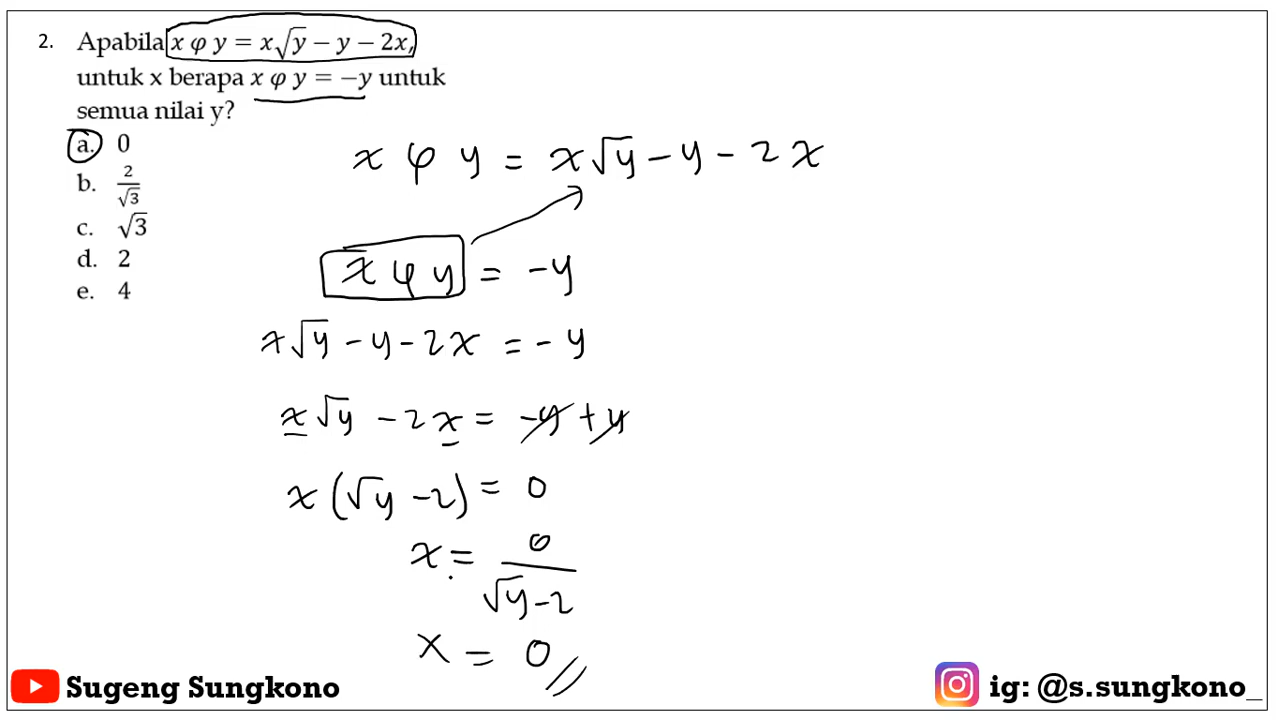 2. Apabila x φ y = x√y − y − 2x,
untuk x berapa x φ y = −y untuk
semua nilai y?
a. 0
b. 2/√3
c. √3
d. 2
e. 4
x φ y = x√y − y − 2x
x φ y = −y
x√y − y − 2x = −y
x√y − 2x = −y + y
x(√y − 2) = 0
x = 0/(√y − 2)
x = 0
Sugeng Sungkono
ig: @s.sungkono_